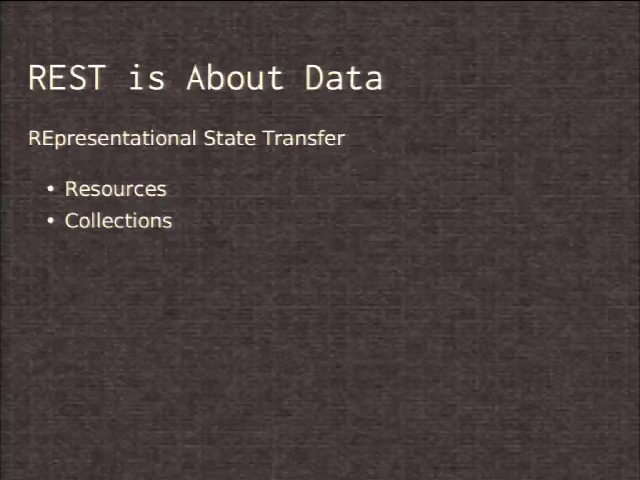 REST is About Data
REpresentational State Transfer
• Resources
• Collections